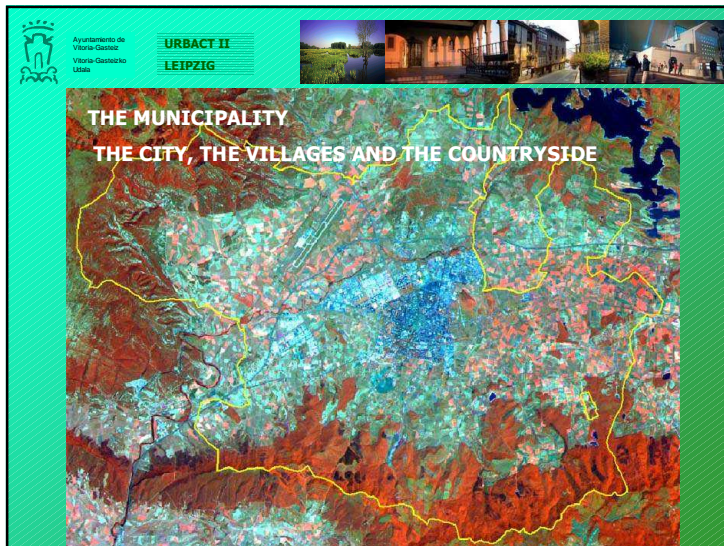 Ayuntamiento de
Vitoria-Gasteiz
Vitoria-Gasteizko
Udala
URBACT II
LEIPZIG
THE MUNICIPALITY
THE CITY, THE VILLAGES AND THE COUNTRYSIDE